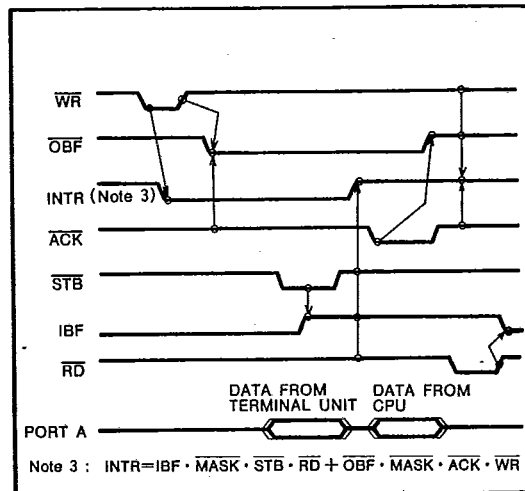 WR
OBF
INTR (Note 3)
ACK
STB
IBF
RD
DATA FROM
TERMINAL UNIT
DATA FROM
CPU
PORT A
Note 3 : INTR=IBF · MASK · STB · RD + OBF · MASK · ACK · WR